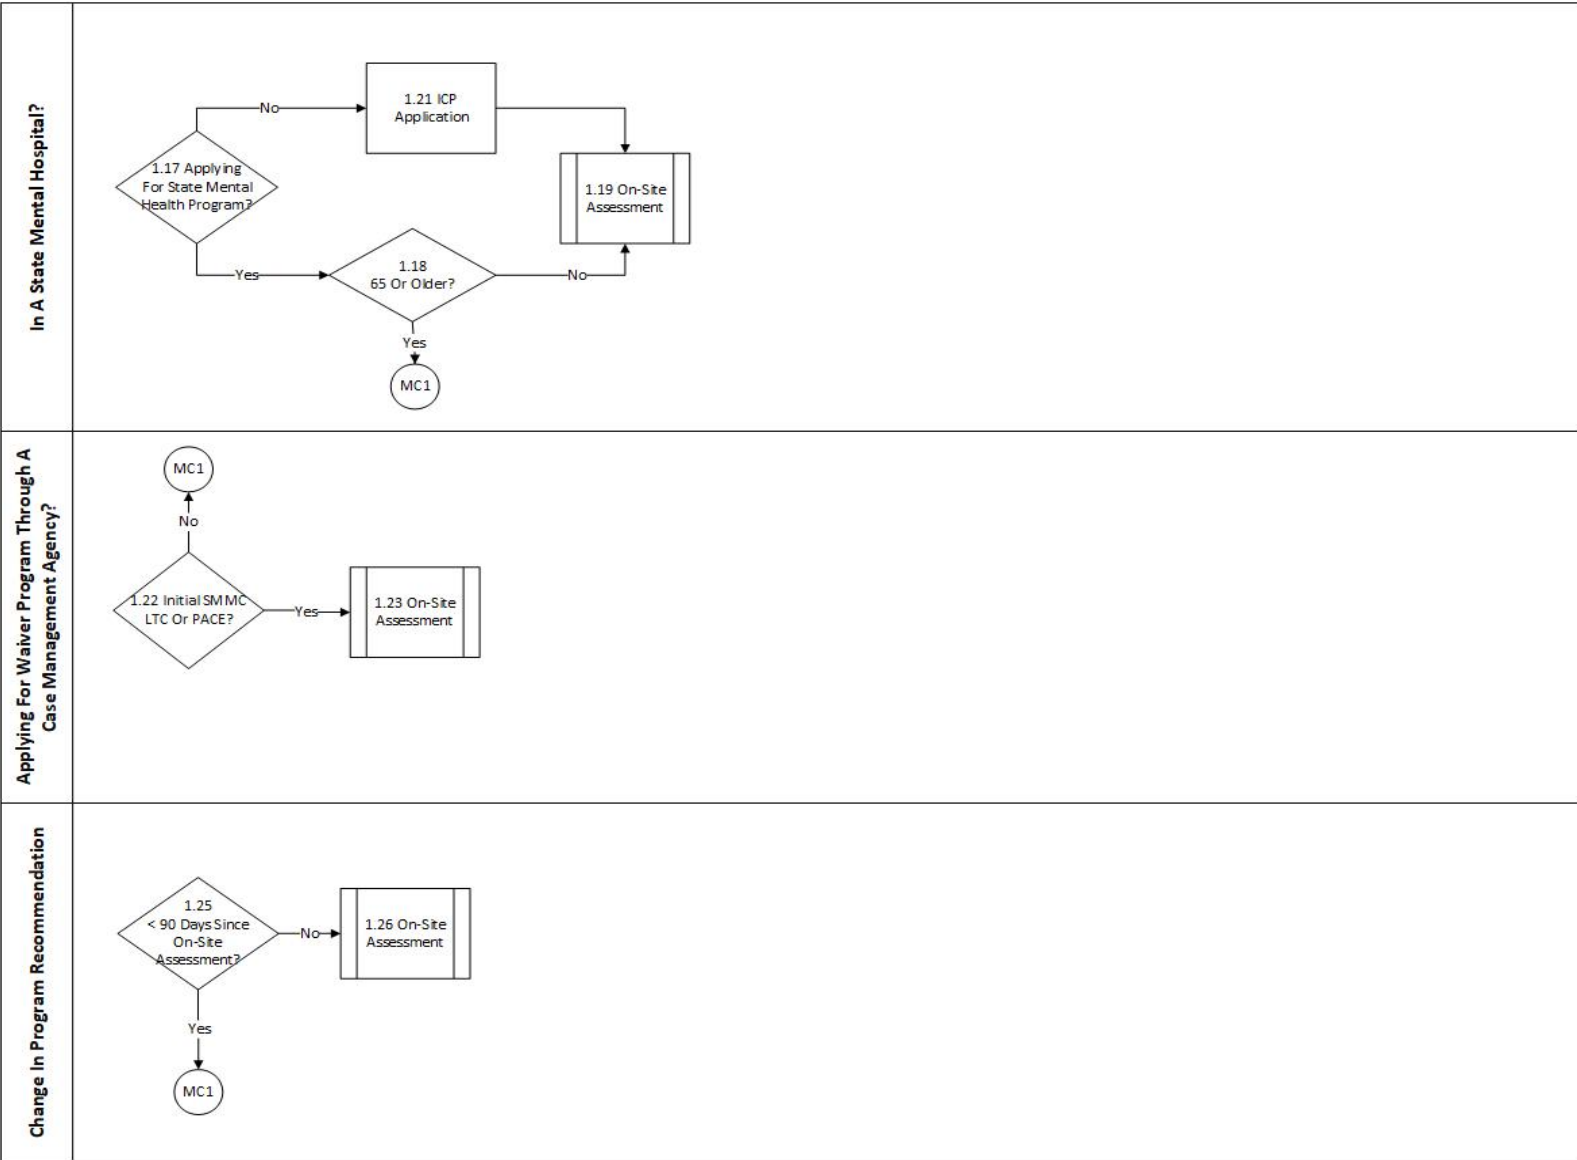 In A State Mental Hospital?
No
1.21 ICP
Application
1.17 Applying
For State Mental
Health Program?
1.19 On-Site
Assessment
Yes
1.18
65 Or Older?
No
Yes
MC1
Applying For Waiver Program Through A
Case Management Agency?
MC1
No
1.22 Initial SMMC
LTC Or PACE?
Yes
1.23 On-Site
Assessment
Change In Program Recommendation
1.25
< 90 Days Since
On-Site
Assessment?
No
1.26 On-Site
Assessment
Yes
MC1